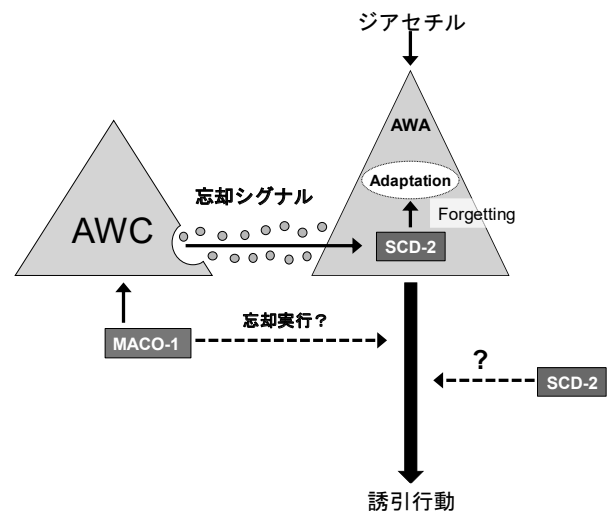 ジアセチル
AWA
Adaptation
忘却シグナル
Forgetting
AWC
SCD-2
忘却実行？
MACO-1
?
SCD-2
誘引行動